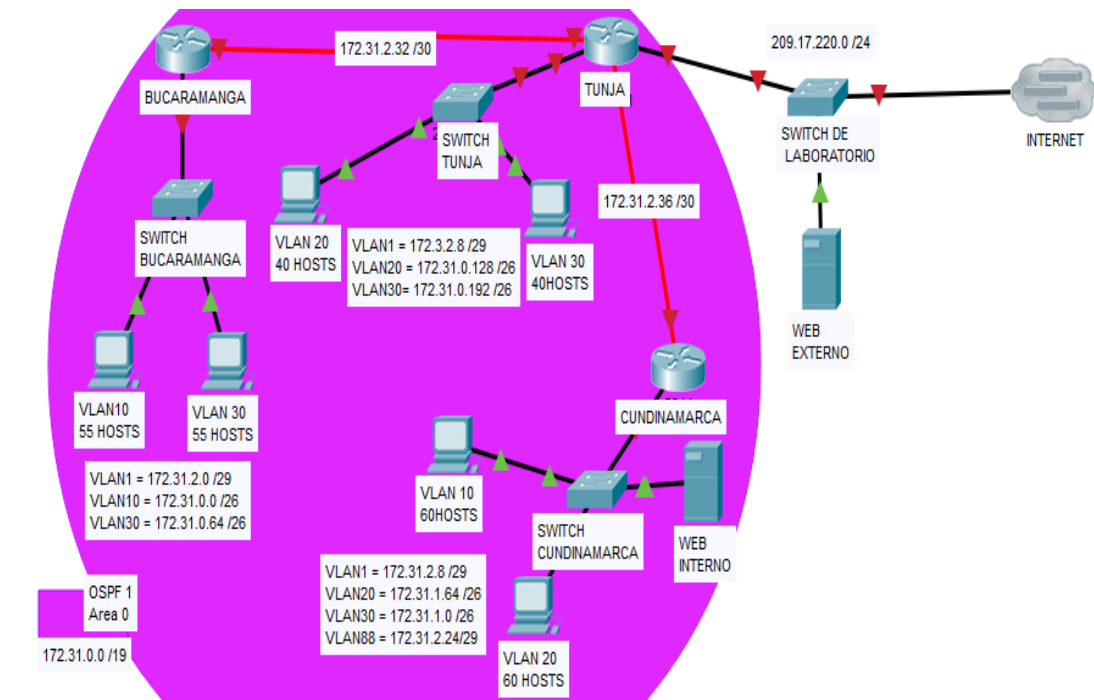 172.31.2.32 /30
209.17.220.0 /24
BUCARAMANGA
TUNJA
SWITCH
TUNJA
SWITCH DE
LABORATORIO
INTERNET
172.31.2.36 /30
SWITCH
BUCARAMANGA
VLAN 20
40 HOSTS
VLAN1 = 172.3.2.8 /29
VLAN20 = 172.31.0.128 /26
VLAN30= 172.31.0.192 /26
VLAN 30
40HOSTS
WEB
EXTERNO
VLAN10
55 HOSTS
VLAN 30
55 HOSTS
CUNDINAMARCA
VLAN1 = 172.31.2.0 /29
VLAN10 = 172.31.0.0 /26
VLAN30 = 172.31.0.64 /26
VLAN 10
60HOSTS
SWITCH
CUNDINAMARCA
WEB
INTERNO
VLAN1 = 172.31.2.8 /29
VLAN20 = 172.31.1.64 /26
VLAN30 = 172.31.1.0 /26
VLAN88 = 172.31.2.24/29
OSPF 1
Area 0
172.31.0.0 /19
VLAN 20
60 HOSTS